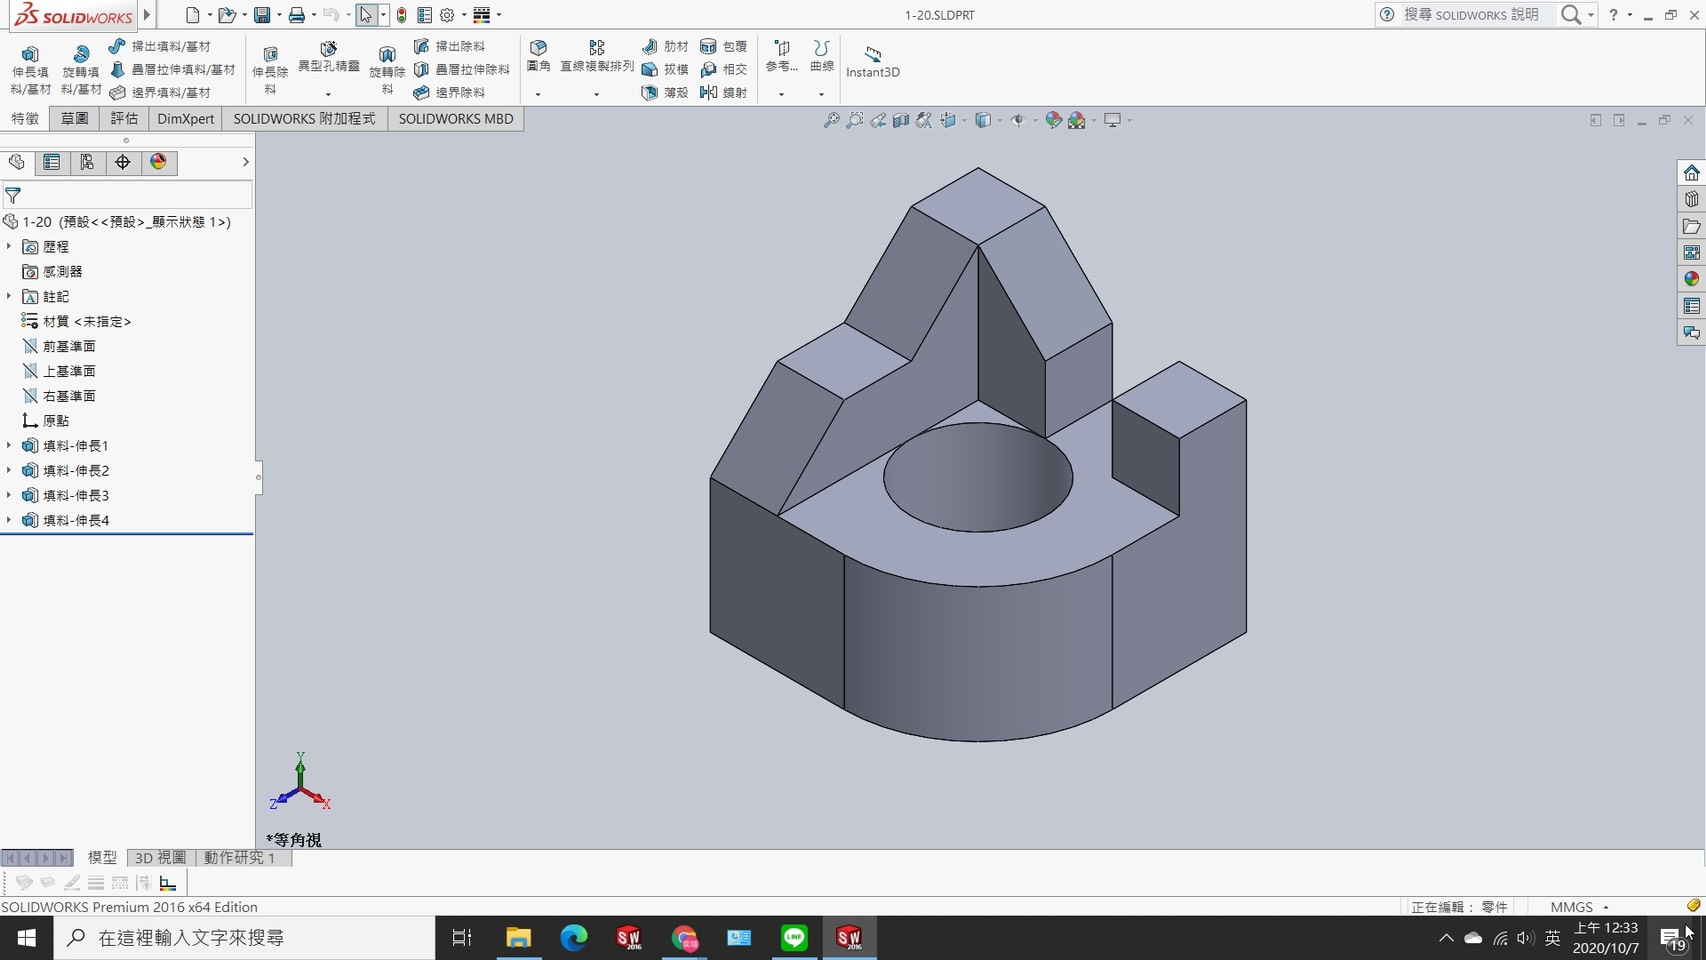 SOLIDWORKS
1-20.SLDPRT
搜尋 SOLIDWORKS 說明
伸長填料/基材
旋轉填料/基材
掃出填料/基材
疊層拉伸填料/基材
邊界填料/基材
伸長除料
異型孔精靈
旋轉除料
掃出除料
疊層拉伸除料
邊界除料
圓角
直線複製排列
肋材
拔模
薄殼
包覆
相交
鏡射
參考...
曲線
Instant3D
特徵
草圖
評估
DimXpert
SOLIDWORKS 附加程式
SOLIDWORKS MBD
1-20 (預設<<預設>_顯示狀態 1>)
歷程
感測器
註記
材質 <未指定>
前基準面
上基準面
右基準面
原點
填料-伸長1
填料-伸長2
填料-伸長3
填料-伸長4
Y
Z
X
*等角視
模型
3D 視圖
動作研究 1
SOLIDWORKS Premium 2016 x64 Edition
正在編輯： 零件
MMGS
在這裡輸入文字來搜尋
SW
2016
LINE
SW
2016
英
上午 12:33
2020/10/7
19